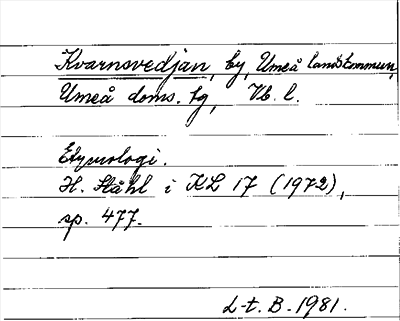 Kvarnsvedjan, by, Umeå landskommun,
Umeå doms. tg, Vb. l.
Etymologi.
H. Ståhl i KL 17 (1972),
sp. 477.
L-t. B. 1981.